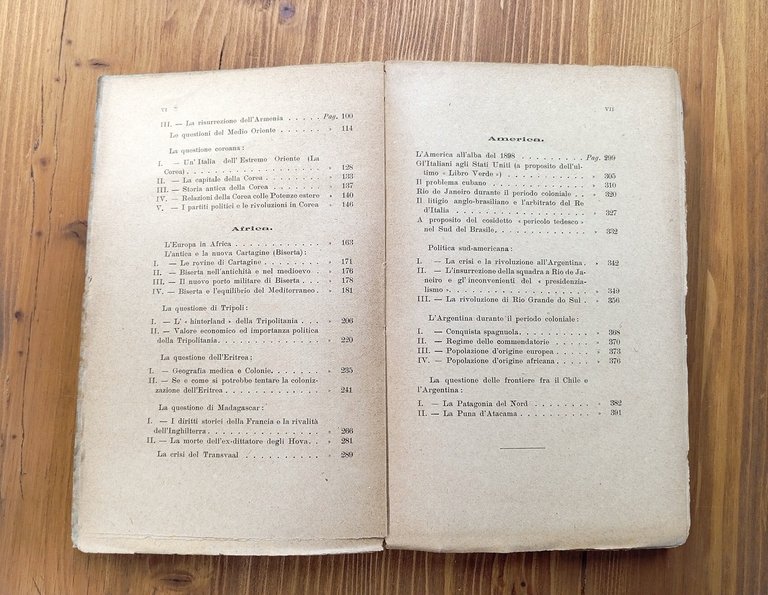 VI
III. — La risurrezione dell'Armenia . . . . . Pag. 100
Le questioni del Medio Oriente . . . . . » 114
La questione coreana:
I. — Un'Italia dell'Estremo Oriente (La
Corea) . . . . . . . . . . . . . » 128
II. — La capitale della Corea . . . . . . . » 133
III. — Storia antica della Corea . . . . . . » 137
IV. — Relazioni della Corea colle Potenze estere » 140
V. — I partiti politici e le rivoluzioni in Corea » 146
Africa.
L'Europa in Africa . . . . . . . . . » 163
L'antica e la nuova Cartagine (Biserta):
I. — Le rovine di Cartagine . . . . . . . » 171
II. — Biserta nell'antichità e nel medioevo . » 176
III. — Il nuovo porto militare di Biserta . . . » 178
IV. — Biserta e l'equilibrio del Mediterraneo . » 181
La questione di Tripoli:
I. — L' « hinterland » della Tripolitania . . . » 206
II. — Valore economico ed importanza politica
della Tripolitania. . . . . . . . . . » 220
La questione dell'Eritrea:
I. — Geografia medica e Colonie. . . . . . » 235
II. — Se e come si potrebbe tentare la coloniz-
zazione dell'Eritrea . . . . . . . . . » 241
La questione di Madagascar:
I. — I diritti storici della Francia e la rivalità
dell'Inghilterra . . . . . . . . . . . » 266
II. — La morte dell'ex-dittatore degli Hova. . » 281
La crisi del Transvaal . . . . . . . . » 289
VII
America.
L'America all'alba del 1898 . . . . . . . . Pag. 299
Gl'Italiani agli Stati Uniti (a proposito dell'ul-
timo « Libro Verde ») . . . . . . . . . » 305
Il problema cubano . . . . . . . . . . » 310
Rio de Janeiro durante il periodo coloniale . . » 320
Il litigio anglo-brasiliano e l'arbitrato del Re
d'Italia . . . . . . . . . . . . . . » 327
A proposito del cosidetto « pericolo tedesco »
nel Sud del Brasile. . . . . . . . . . » 332
Politica sud-americana:
I. — La crisi e la rivoluzione all'Argentina. . » 342
II. — L'insurrezione della squadra a Rio de Ja-
neiro e gl'inconvenienti del « presidenzia-
lismo » . . . . . . . . . . . . . . » 349
III. — La rivoluzione di Rio Grande do Sul . . » 356
L'Argentina durante il periodo coloniale:
I. — Conquista spagnuola. . . . . . . . . » 368
II. — Regime delle commendatorie . . . . . » 370
III. — Popolazione d'origine europea . . . . » 373
IV. — Popolazione d'origine africana . . . . » 376
La questione delle frontiere fra il Chile e
l'Argentina:
I. — La Patagonia del Nord . . . . . . . » 382
II. — La Puna d'Atacama . . . . . . . . » 391